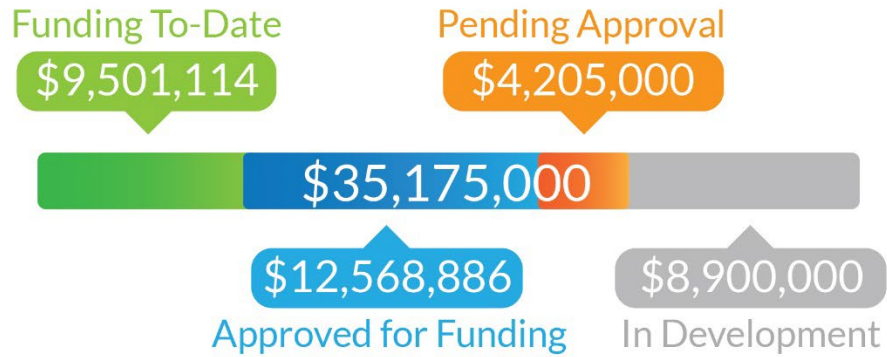 Funding To-Date
$9,501,114
Pending Approval
$4,205,000
$35,175,000
$12,568,886
Approved for Funding
$8,900,000
In Development